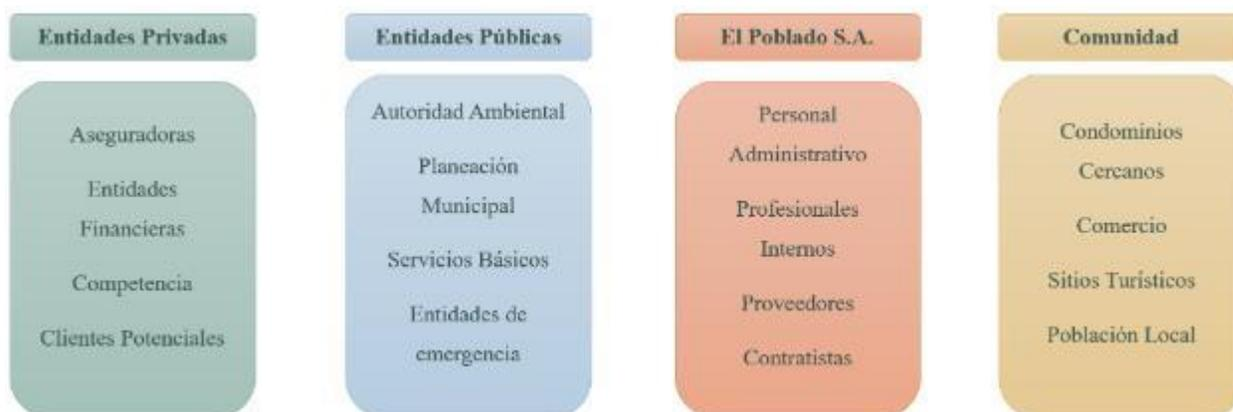 Entidades Privadas
Aseguradoras
Entidades
Financieras
Competencia
Clientes Potenciales
Entidades Públicas
Autoridad Ambiental
Planeación
Municipal
Servicios Básicos
Entidades de
emergencia
El Poblado S.A.
Personal
Administrativo
Profesionales
Internos
Proveedores
Contratistas
Comunidad
Condominios
Cercanos
Comercio
Sitios Turísticos
Población Local